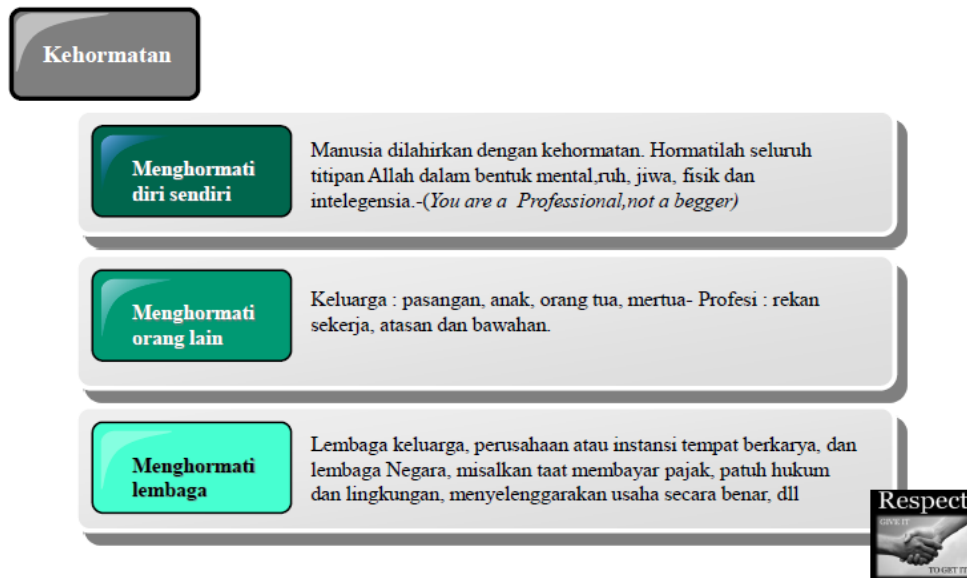 Kehormatan
Menghormati
diri sendiri
Manusia dilahirkan dengan kehormatan. Hormatilah seluruh
titipan Allah dalam bentuk mental,ruh, jiwa, fisik dan
intelegensia.-(You are a Professional,not a begger)
Menghormati
orang lain
Keluarga : pasangan, anak, orang tua, mertua- Profesi : rekan
sekerja, atasan dan bawahan.
Menghormati
lembaga
Lembaga keluarga, perusahaan atau instansi tempat berkarya, dan
lembaga Negara, misalkan taat membayar pajak, patuh hukum
dan lingkungan, menyelenggarakan usaha secara benar, dll
Respect
GIVE IT
TO GET IT